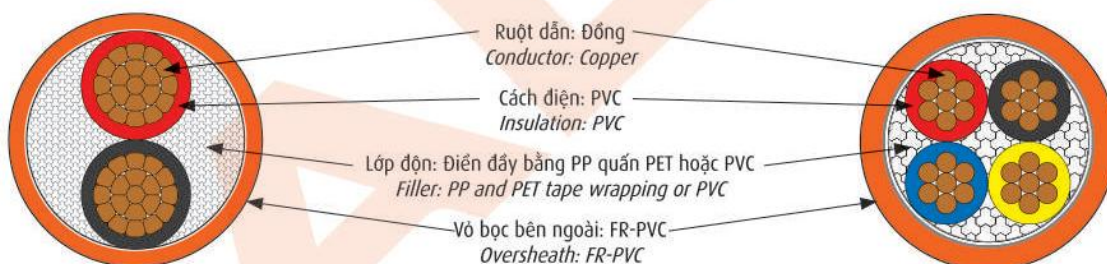 Ruột dẫn: Đồng
Conductor: Copper
Cách điện: PVC
Insulation: PVC
Lớp độn: Điền đầy bằng PP quấn PET hoặc PVC
Filler: PP and PET tape wrapping or PVC
Vỏ bọc bên ngoài: FR-PVC
Oversheath: FR-PVC